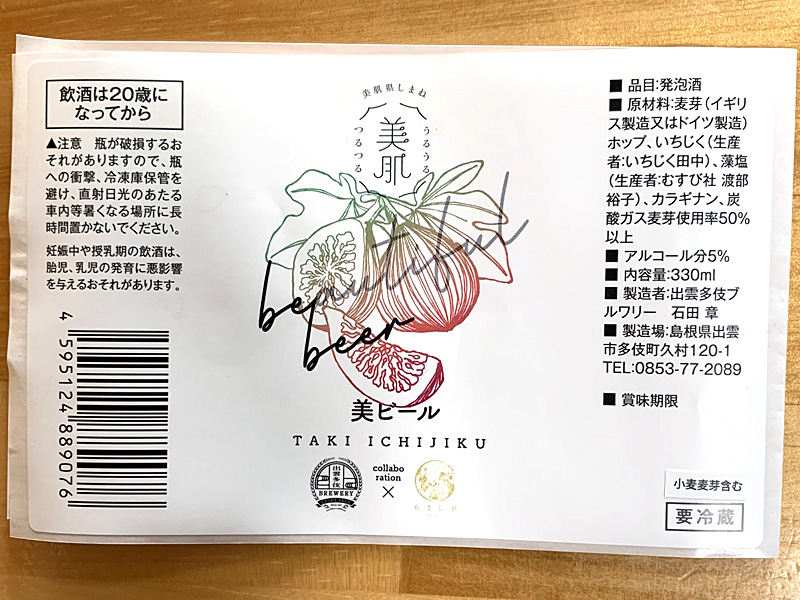 飲酒は20歳に
なってから
▲注意 瓶が破損するお
それがありますので、瓶
への衝撃、冷凍庫保管を
避け、直射日光のあたる
車内等暑くなる場所に長
時間置かないでください。
妊娠中や授乳期の飲酒は、
胎児、乳児の発育に悪影響
を与えるおそれがあります。
4595124889076
美肌県しまね
美肌
うるうる
つるつる
beautiful
beer
美ビール
TAKI ICHIJIKU
出雲多伎
BREWERY
collabo
ration
×
■ 品目:発泡酒
■ 原材料:麦芽(イギリ
ス製造又はドイツ製造)
ホップ、いちじく(生産
者:いちじく田中)、藻塩
(生産者:むすび社 渡部
裕子)、カラギナン、炭
酸ガス麦芽使用率50%
以上
■ アルコール分5%
■ 内容量:330ml
■ 製造者:出雲多伎ブ
ルワリー 石田 章
■ 製造場:島根県出雲
市多伎町久村120-1
TEL:0853-77-2089
■ 賞味期限
小麦麦芽含む
要冷蔵